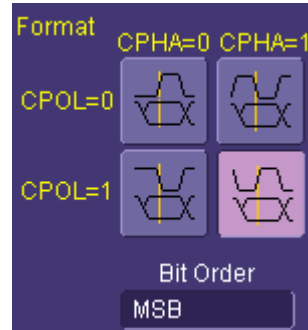 Format
CPHA=0 CPHA=1
CPOL=0
CPOL=1
Bit Order
MSB